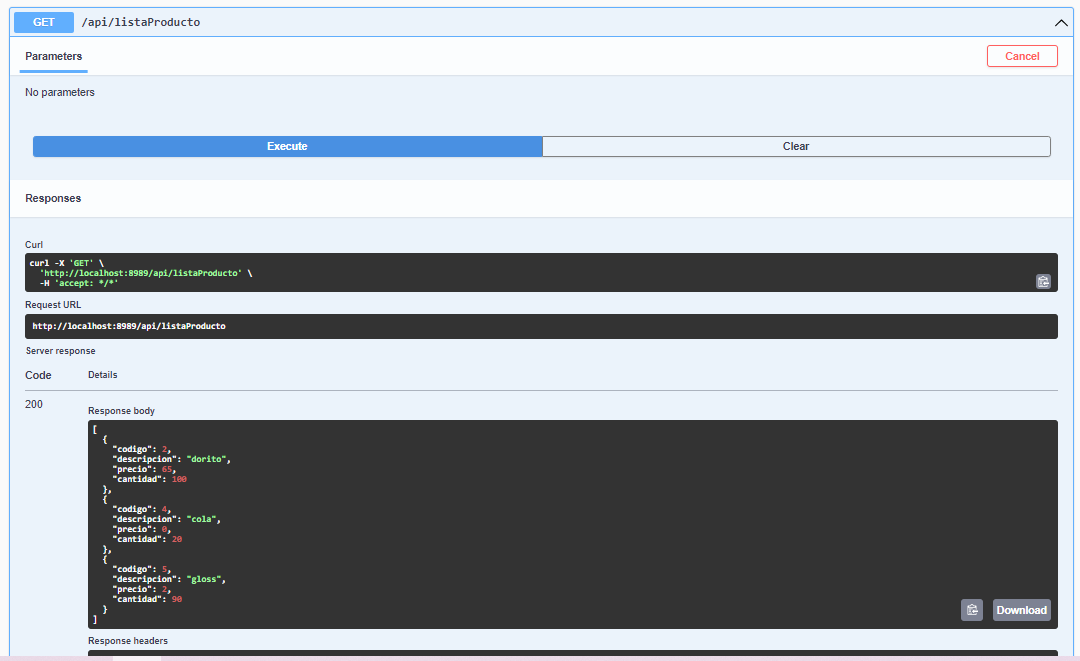 GET /api/listaProducto
Parameters
Cancel
No parameters
Execute
Clear
Responses
Curl
curl -X 'GET' \
  'http://localhost:8989/api/listaProducto' \
  -H 'accept: */*'
Request URL
http://localhost:8989/api/listaProducto
Server response
Code Details
200
Response body
[
  {
    "codigo": 2,
    "descripcion": "dorito",
    "precio": 65,
    "cantidad": 100
  },
  {
    "codigo": 4,
    "descripcion": "cola",
    "precio": 0,
    "cantidad": 20
  },
  {
    "codigo": 5,
    "descripcion": "gloss",
    "precio": 2,
    "cantidad": 90
  }
]
Download
Response headers